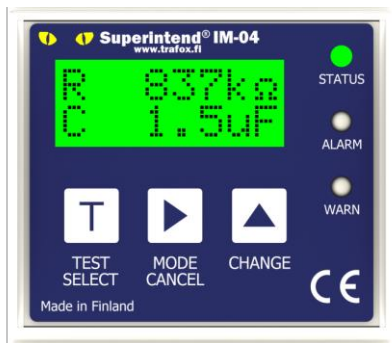 Superintend® IM-04
www.trafox.fi
R 837kΩ
C 1.5uF
STATUS
ALARM
WARN
T
TEST
SELECT
MODE
CANCEL
CHANGE
Made in Finland
CE